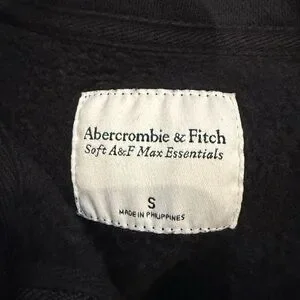 Abercrombie & Fitch
Soft A&F Max Essentials
S
MADE IN PHILIPPINES